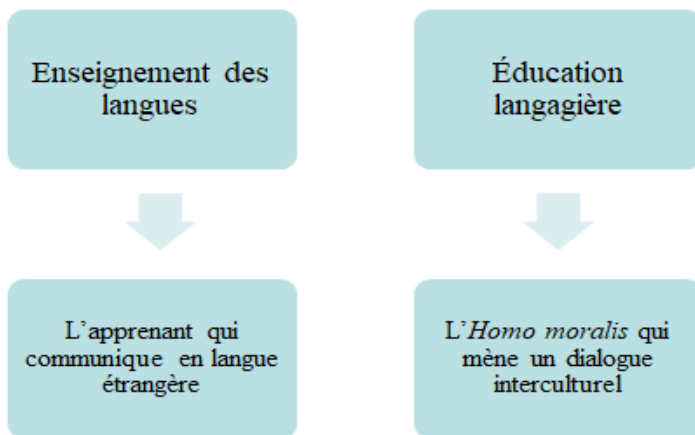 Enseignement des
langues
Éducation
langagière
L'apprenant qui
communique en langue
étrangère
L'Homo moralis qui
mène un dialogue
interculturel